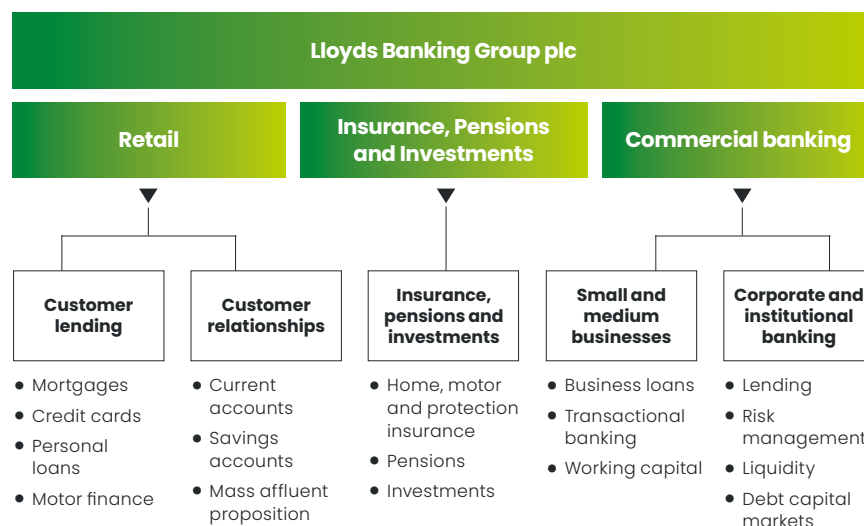 Lloyds Banking Group plc
Retail
Insurance, Pensions
and Investments
Commercial banking
Customer
lending
Customer
relationships
Insurance,
pensions and
investments
Small and
medium
businesses
Corporate and
institutional
banking
• Mortgages
• Credit cards
• Personal
loans
• Motor finance
• Current
accounts
• Savings
accounts
• Mass affluent
proposition
• Home, motor
and protection
insurance
• Pensions
• Investments
• Business loans
• Transactional
banking
• Working capital
• Lending
• Risk
management
• Liquidity
• Debt capital
markets